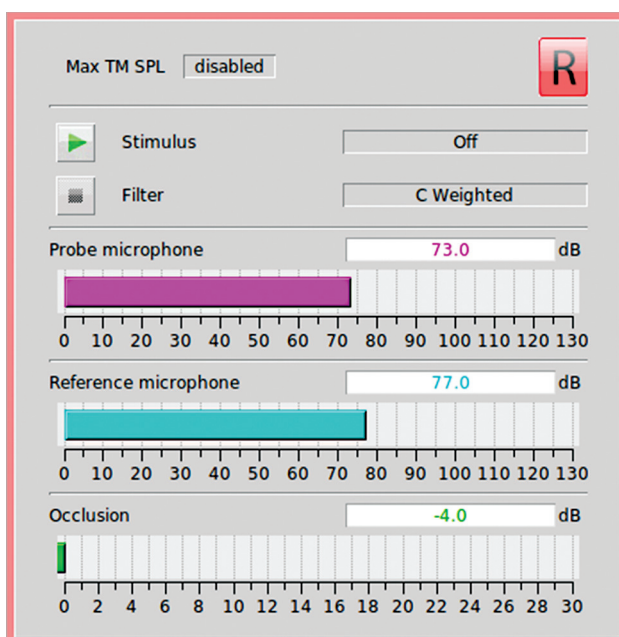 Max TM SPL disabled R
Stimulus Off
Filter C Weighted
Probe microphone 73.0 dB
0 10 20 30 40 50 60 70 80 90 100 110 120 130
Reference microphone 77.0 dB
0 10 20 30 40 50 60 70 80 90 100 110 120 130
Occlusion -4.0 dB
0 2 4 6 8 10 12 14 16 18 20 22 24 26 28 30